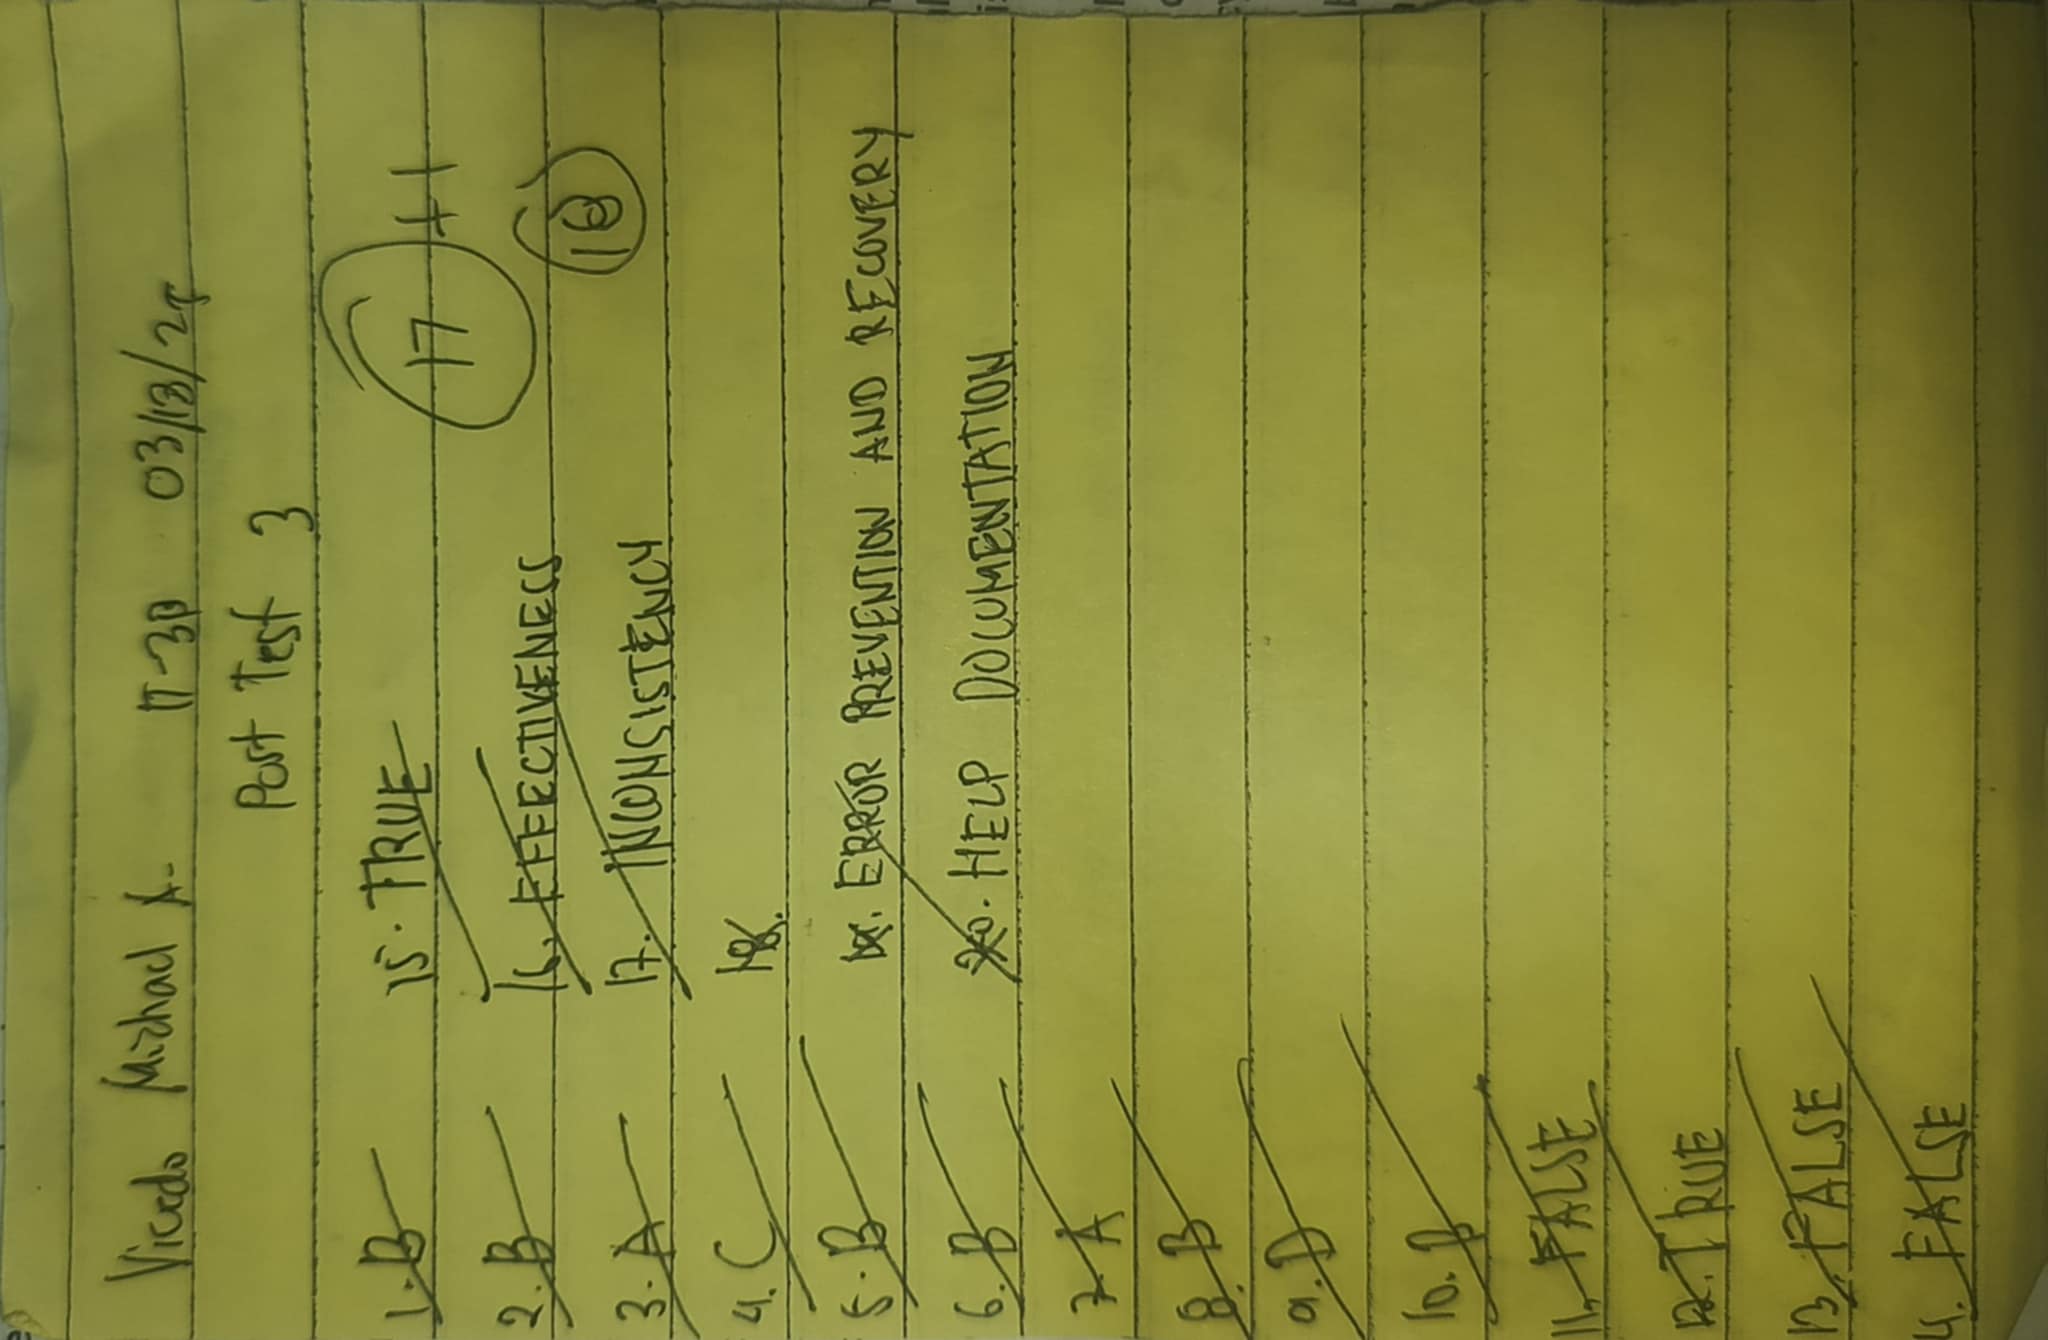 Vicedo Michael A. IT-3B 03/18/25
Post Test 3
1. B
2. B
3. A
4. C
5. B
6. B
7. A
8. B
9. D
10. B
11. FALSE
12. TRUE
13. FALSE
14. FALSE
15. TRUE
16. EFFECTIVENESS
17. INCONSISTENCY
18.
19. ERROR PREVENTION AND RECOVERY
20. HELP DOCUMENTATION
17 +1
18